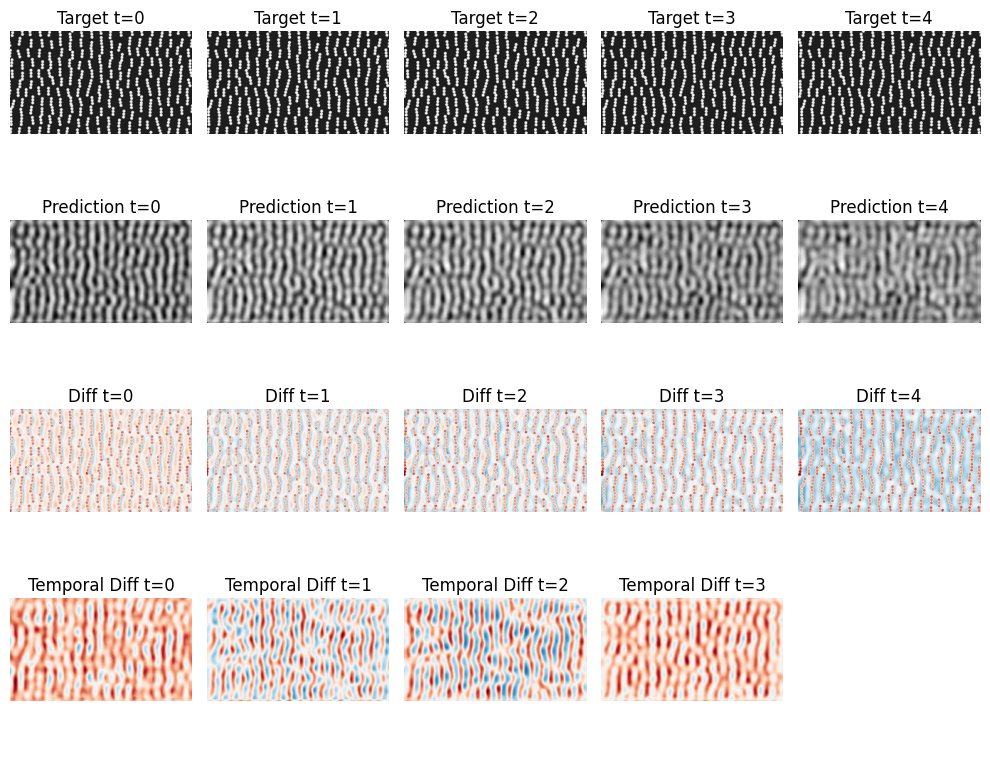 Target t=0 Target t=1 Target t=2 Target t=3 Target t=4
Prediction t=0 Prediction t=1 Prediction t=2 Prediction t=3 Prediction t=4
Diff t=0 Diff t=1 Diff t=2 Diff t=3 Diff t=4
Temporal Diff t=0 Temporal Diff t=1 Temporal Diff t=2 Temporal Diff t=3